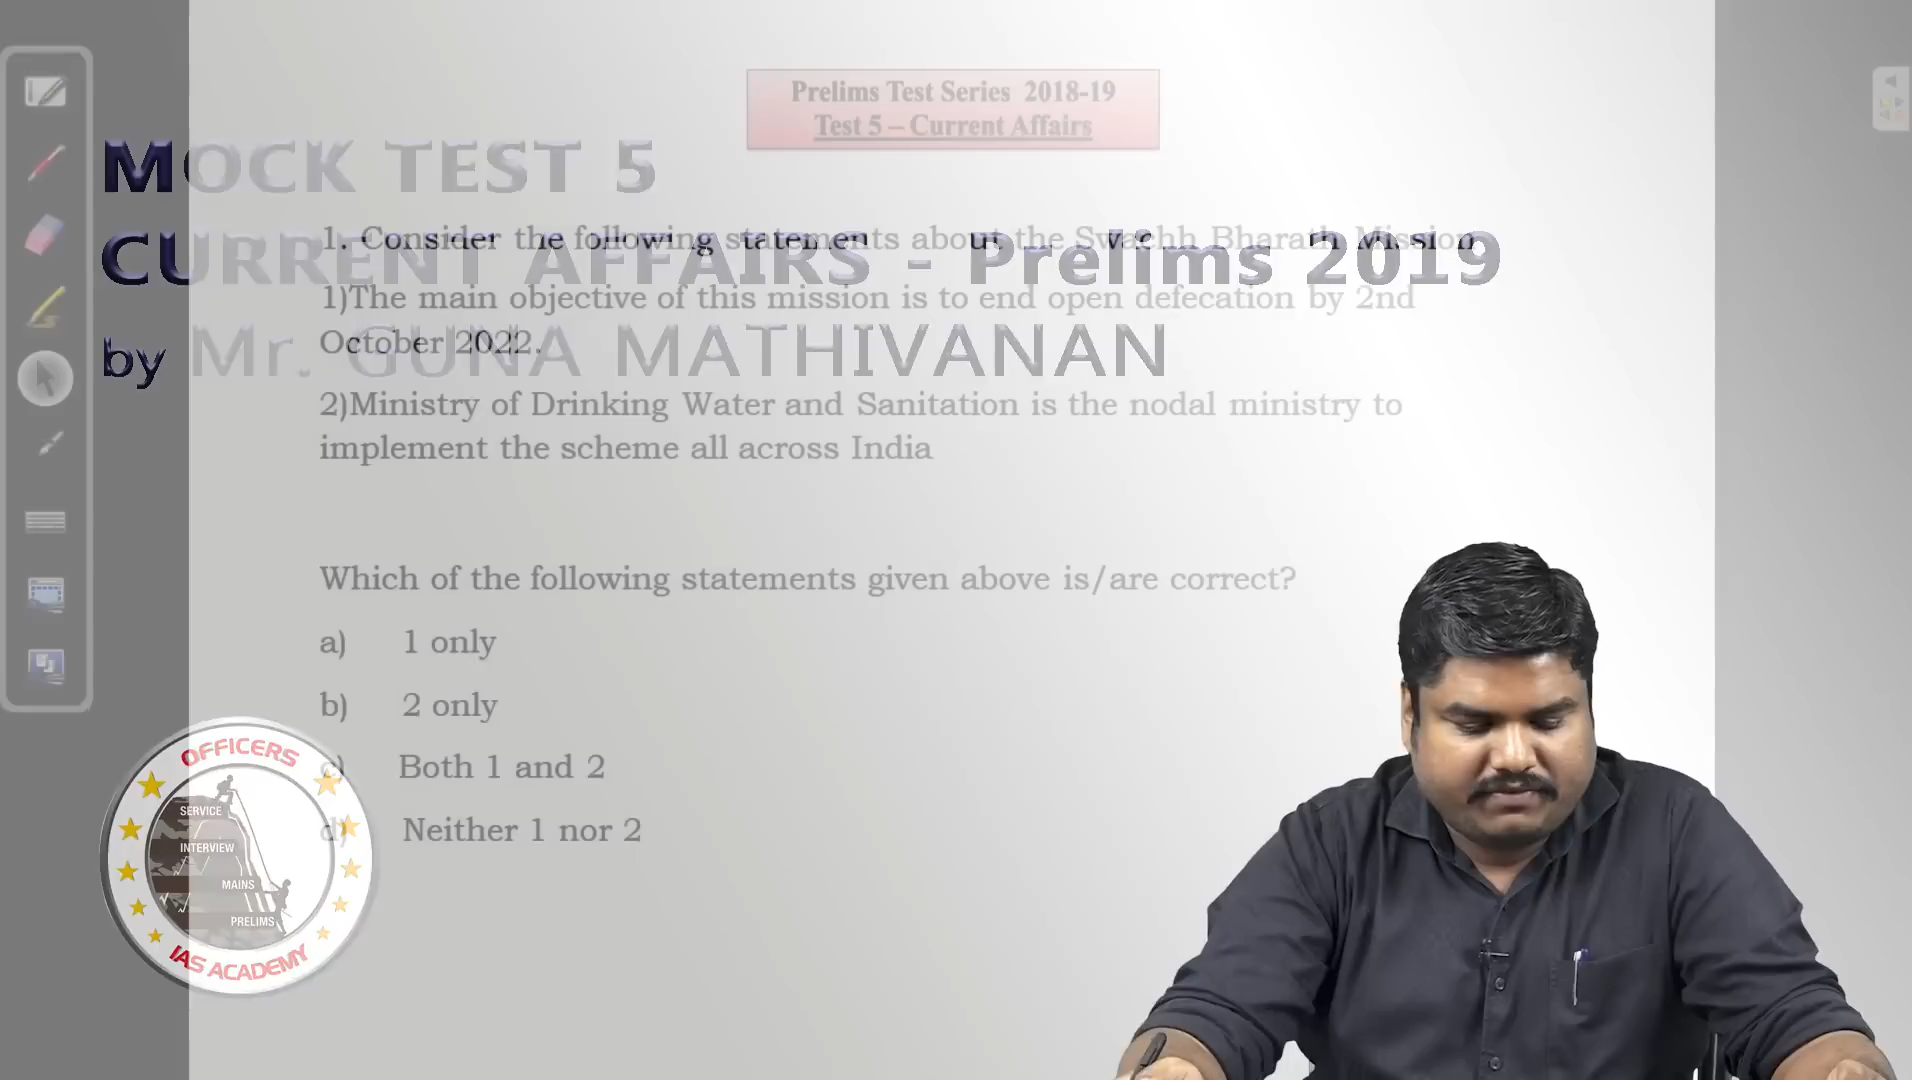 Prelims Test Series 2018-19
Test 5 – Current Affairs
MOCK TEST 5
CURRENT AFFAIRS - Prelims 2019
by Mr. GUNA MATHIVANAN
1. Consider the following statements about the Swachh Bharath Mission
1)The main objective of this mission is to end open defecation by 2nd
October 2022.
2)Ministry of Drinking Water and Sanitation is the nodal ministry to
implement the scheme all across India
Which of the following statements given above is/are correct?
a) 1 only
b) 2 only
c) Both 1 and 2
d) Neither 1 nor 2
OFFICERS
SERVICE
INTERVIEW
MAINS
PRELIMS
IAS ACADEMY